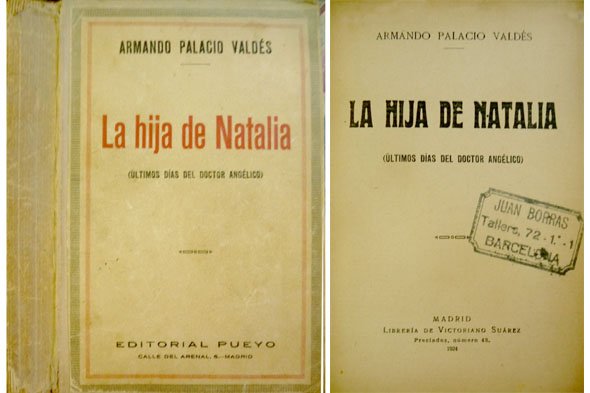 ARMANDO PALACIO VALDÉS
La hija de Natalia
(ÚLTIMOS DÍAS DEL DOCTOR ANGÉLICO)
EDITORIAL PUEYO
CALLE DEL ARENAL, 6.—MADRID
ARMANDO PALACIO VALDÉS
LA HIJA DE NATALIA
(ÚLTIMOS DÍAS DEL DOCTOR ANGÉLICO)
JUAN BORRAS
Tallers, 72 - 1.º - 1
BARCELONA
MADRID
LIBRERÍA DE VICTORIANO SUÁREZ
Preciados, número 48.
1924